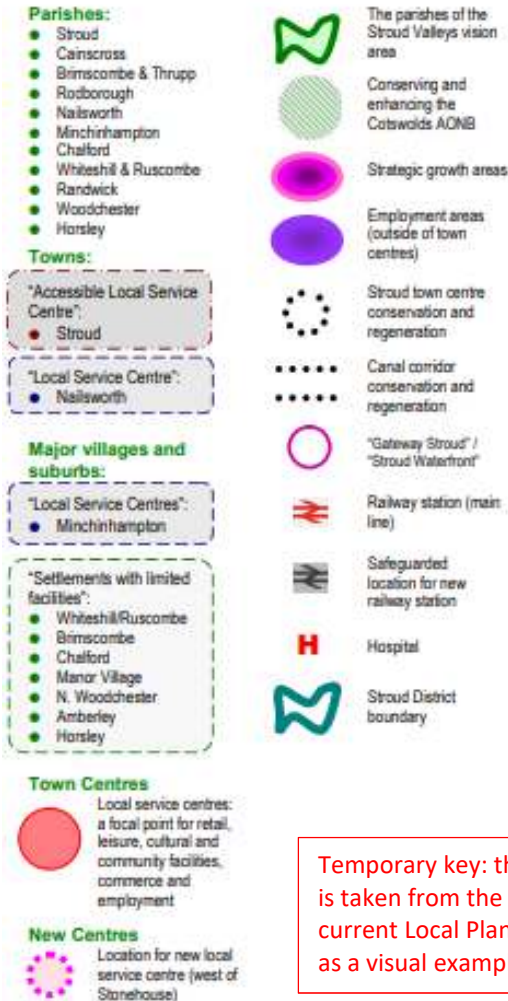 Parishes:
Stroud
Cainscross
Brimscombe & Thrupp
Rodborough
Nailsworth
Minchinhampton
Chalford
Whiteshill & Ruscombe
Randwick
Woodchester
Horsley
Towns:
"Accessible Local Service
Centre":
Stroud
"Local Service Centre":
Nailsworth
Major villages and
suburbs:
"Local Service Centres":
Minchinhampton
"Settlements with limited
facilities":
Whiteshill/Ruscombe
Brimscombe
Chalford
Manor Village
N. Woodchester
Amberley
Horsley
Town Centres
Local service centres:
a focal point for retail,
leisure, cultural and
community facilities,
commerce and
employment
New Centres
Location for new local
service centre (west of
Stonehouse)
The parishes of the
Stroud Valleys vision
area
Conserving and
enhancing the
Cotswolds AONB
Strategic growth areas
Employment areas
(outside of town
centres)
Stroud town centre
conservation and
regeneration
Canal corridor
conservation and
regeneration
"Gateway Stroud" /
"Stroud Waterfront"
Railway station (main
line)
Safeguarded
location for new
railway station
H
Hospital
Stroud District
boundary
Temporary key: th
is taken from the
current Local Plan
as a visual examp